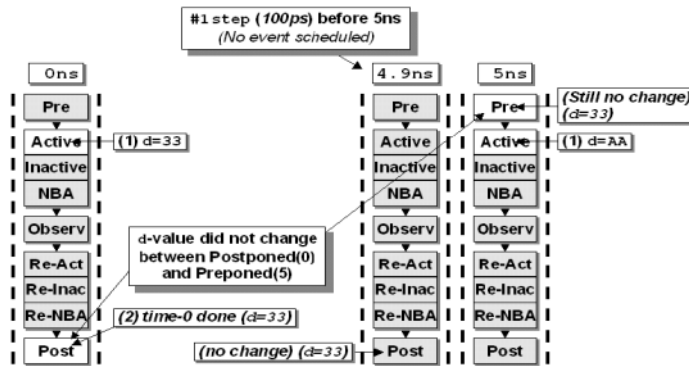 #1step (100ps) before 5ns
(No event scheduled)
0ns
4.9ns
5ns
Pre
Pre
Pre
(Still no change)
(d=33)
Active
(1) d=33
Active
Active
(1) d=AA
Inactive
Inactive
Inactive
NBA
NBA
NBA
Observ
Observ
Observ
d-value did not change
between Postponed(0)
and Preponed(5)
Re-Act
Re-Act
Re-Act
Re-Inac
Re-Inac
Re-Inac
Re-NBA
Re-NBA
Re-NBA
(2) time-0 done (d=33)
Post
(no change) (d=33)
Post
Post